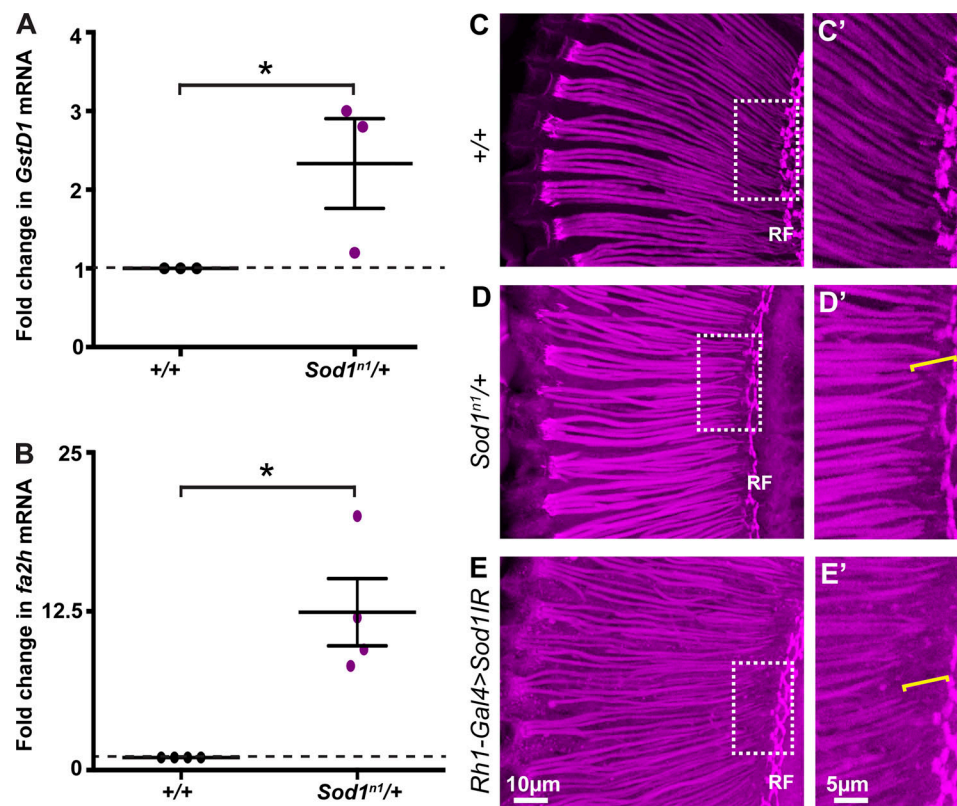 A
Fold change in GstD1 mRNA
4
3
2
1
0
*
+/+
Sod1ⁿ¹/+
B
Fold change in fa2h mRNA
25
12.5
0
*
+/+
Sod1ⁿ¹/+
C
+/+
RF
C’
D
Sod1ⁿ¹/+
RF
D’
E
Rh1-Gal4>Sod1IR
10µm
RF
E’
5µm